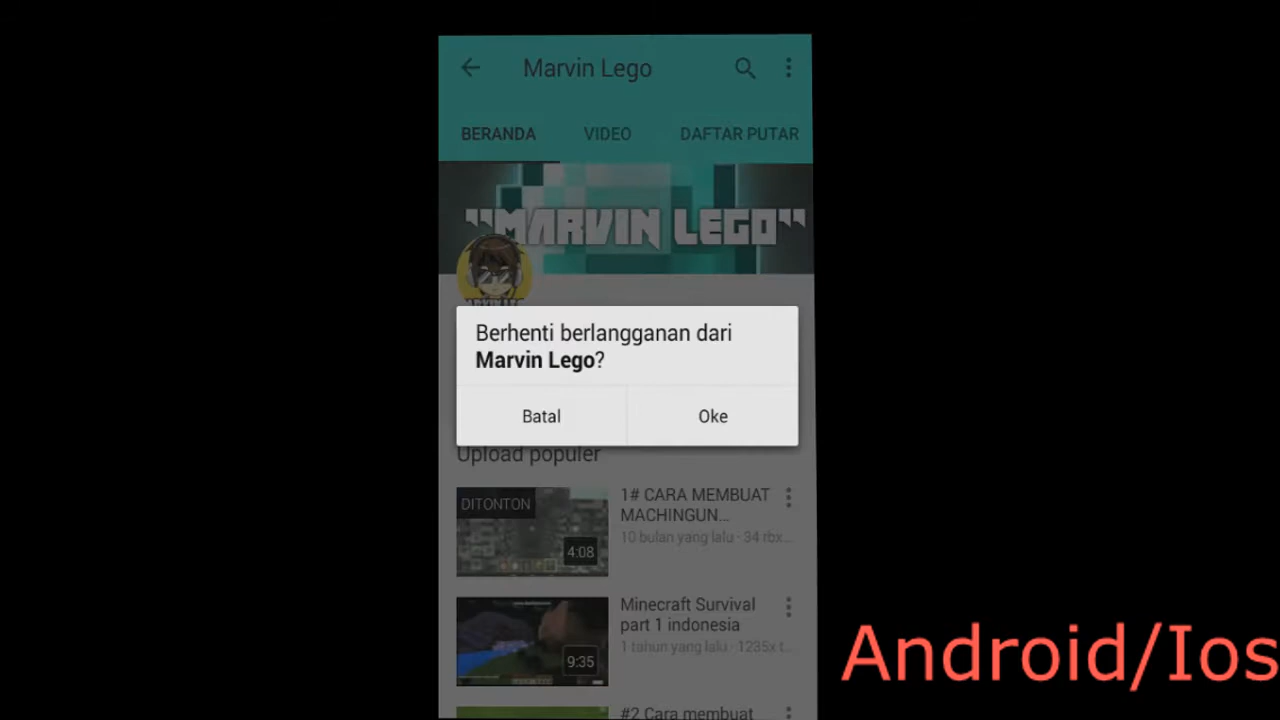 Marvin Lego
BERANDA VIDEO DAFTAR PUTAR
"MARVIN LEGO"
Berhenti berlangganan dari
Marvin Lego?
Batal Oke
Upload populer
DITONTON
4:08
1# CARA MEMBUAT
MACHINGUN...
10 bulan yang lalu · 34 rbx...
9:35
Minecraft Survival
part 1 indonesia
1 tahun yang lalu · 1235x t...
#2 Cara membuat
Android/Ios